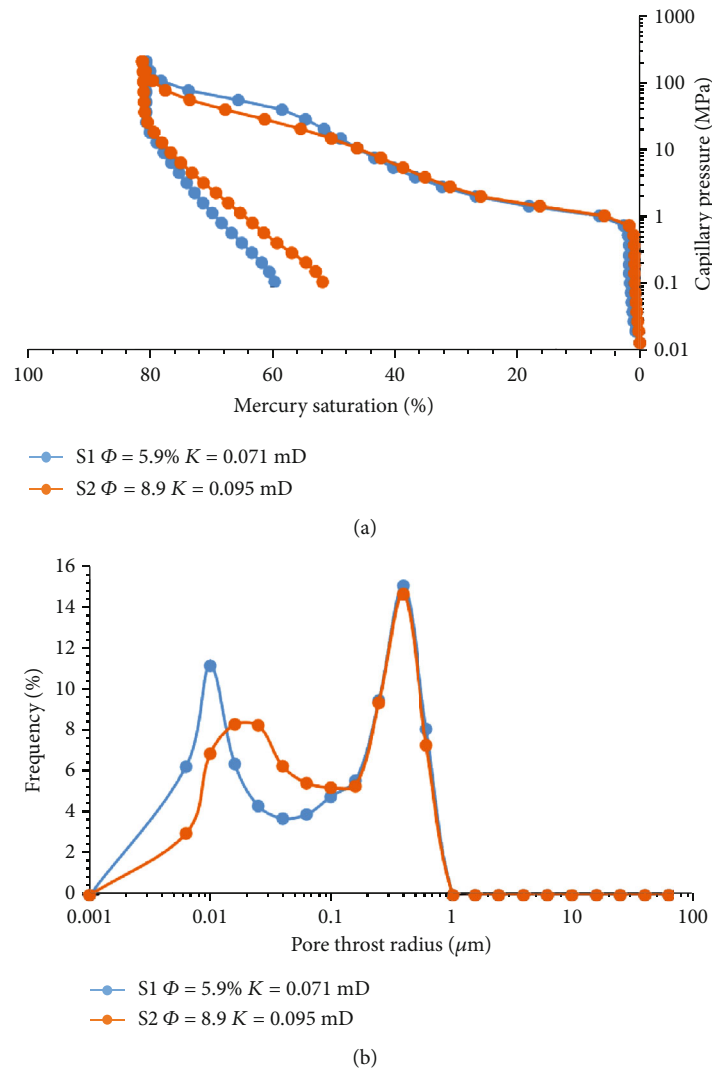 1000
100
10
1
0.1
0.01
Capillary pressure (MPa)
100
80
60
40
20
0
Mercury saturation (%)
S1 Φ = 5.9% K = 0.071 mD
S2 Φ = 8.9 K = 0.095 mD
(a)
16
14
12
10
8
6
4
2
0
Frequency (%)
0.001
0.01
0.1
1
10
100
Pore throst radius (μm)
S1 Φ = 5.9% K = 0.071 mD
S2 Φ = 8.9 K = 0.095 mD
(b)